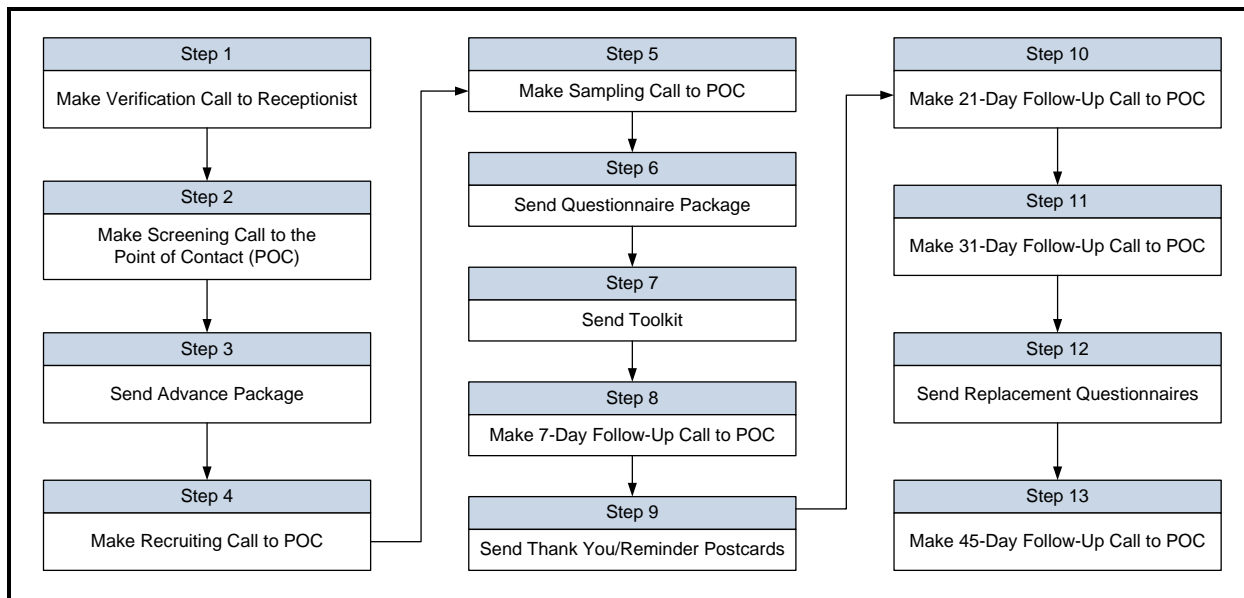 Step 1
Make Verification Call to Receptionist
Step 2
Make Screening Call to the
Point of Contact (POC)
Step 3
Send Advance Package
Step 4
Make Recruiting Call to POC
Step 5
Make Sampling Call to POC
Step 6
Send Questionnaire Package
Step 7
Send Toolkit
Step 8
Make 7-Day Follow-Up Call to POC
Step 9
Send Thank You/Reminder Postcards
Step 10
Make 21-Day Follow-Up Call to POC
Step 11
Make 31-Day Follow-Up Call to POC
Step 12
Send Replacement Questionnaires
Step 13
Make 45-Day Follow-Up Call to POC